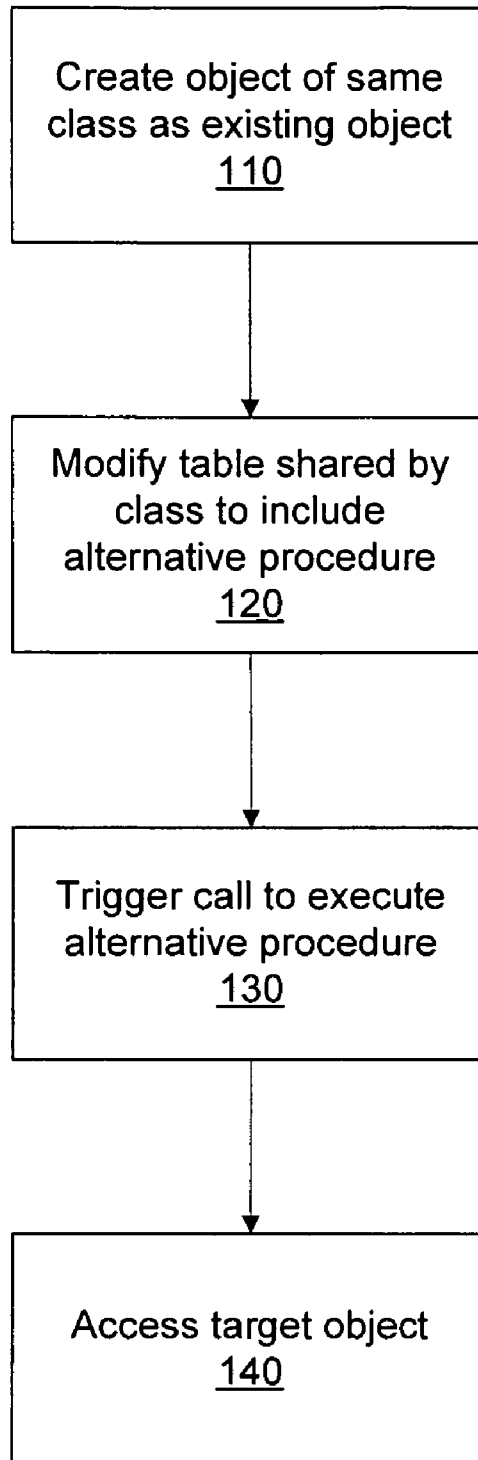 Create object of same
class as existing object
110
Modify table shared by
class to include
alternative procedure
120
Trigger call to execute
alternative procedure
130
Access target object
140